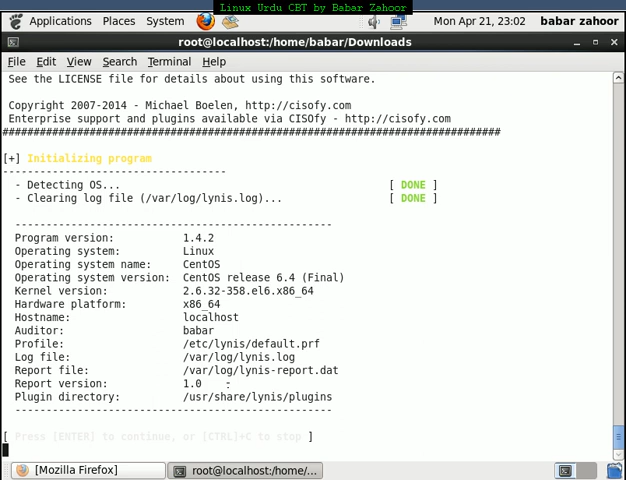 Linux Urdu CBT by Babar Zahoor
Applications Places System Mon Apr 21, 23:02 babar zahoor
root@localhost:/home/babar/Downloads
File Edit View Search Terminal Help
See the LICENSE file for details about using this software.
Copyright 2007-2014 - Michael Boelen, http://cisofy.com
Enterprise support and plugins available via CISOfy - http://cisofy.com
################################################################################
[+] Initializing program
------------------------------------
- Detecting OS... [ DONE ]
- Clearing log file (/var/log/lynis.log)... [ DONE ]
---------------------------------------------------
Program version: 1.4.2
Operating system: Linux
Operating system name: CentOS
Operating system version: CentOS release 6.4 (Final)
Kernel version: 2.6.32-358.el6.x86_64
Hardware platform: x86_64
Hostname: localhost
Auditor: babar
Profile: /etc/lynis/default.prf
Log file: /var/log/lynis.log
Report file: /var/log/lynis-report.dat
Report version: 1.0
Plugin directory: /usr/share/lynis/plugins
---------------------------------------------------
[ Press [ENTER] to continue, or [CTRL]+C to stop ]
[Mozilla Firefox] root@localhost:/home/...